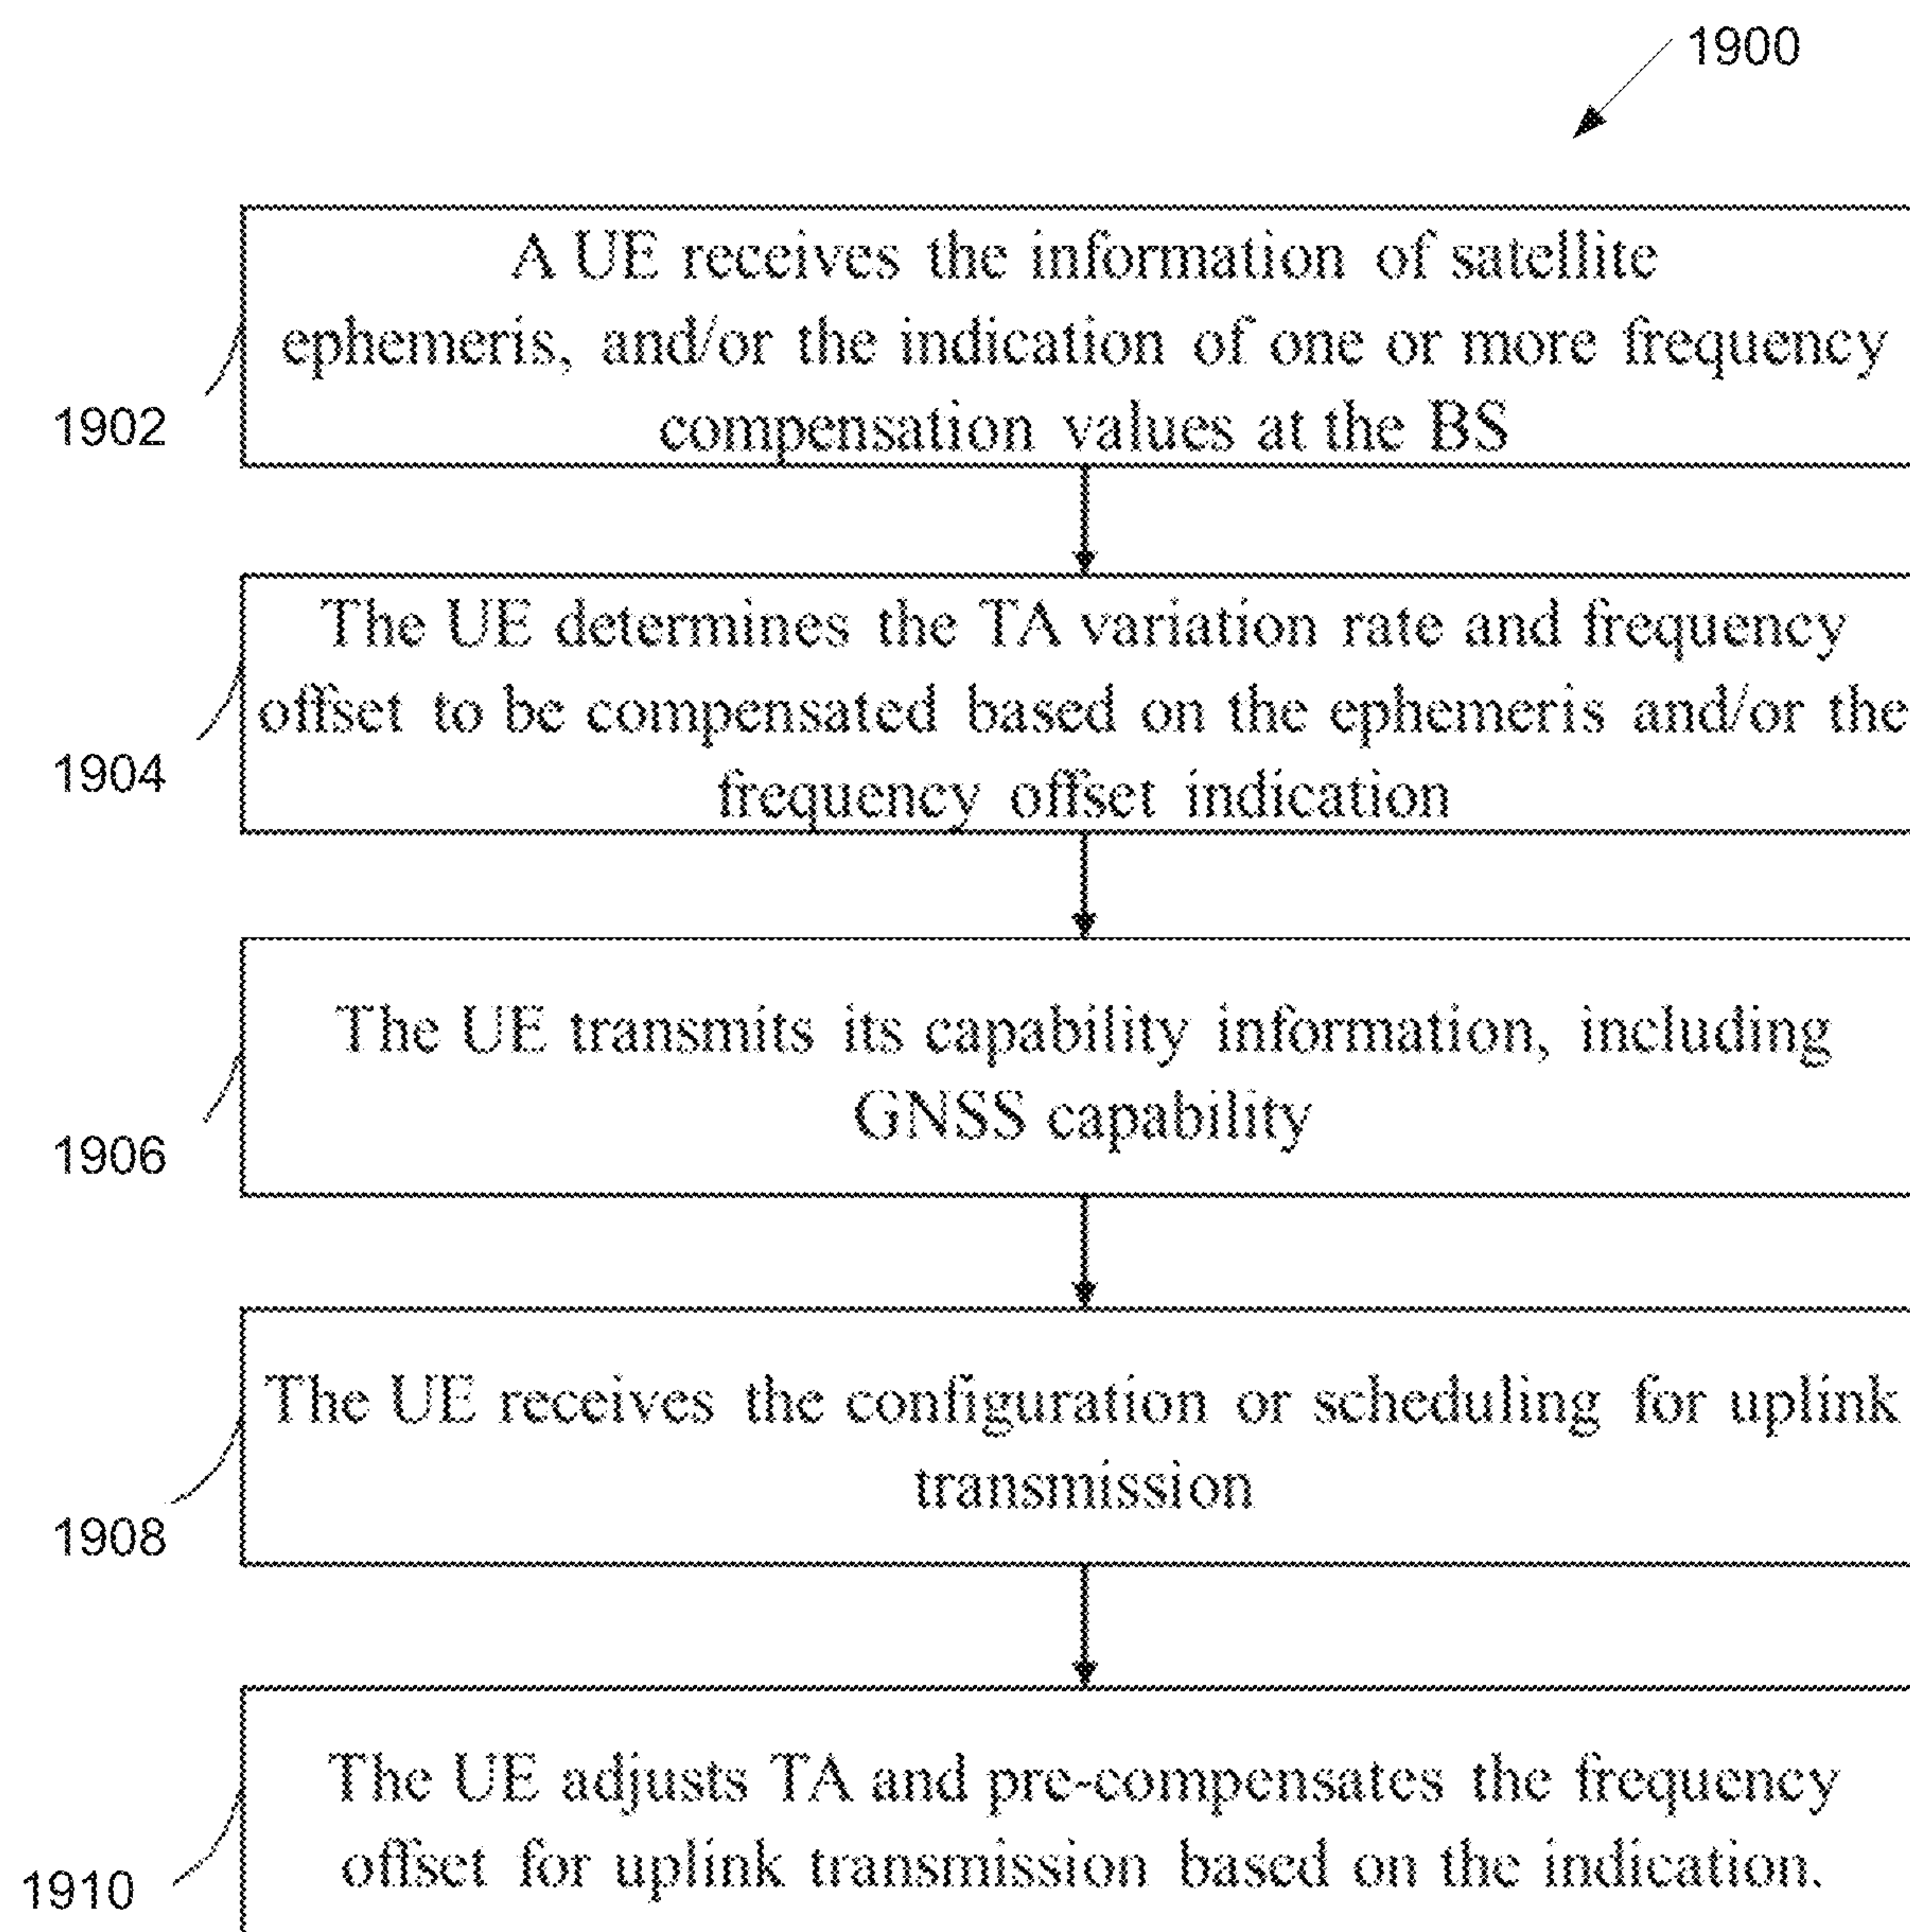 1900
A UE receives the information of satellite
ephemeris, and/or the indication of one or more frequency
compensation values at the BS
1902
The UE determines the TA variation rate and frequency
offset to be compensated based on the ephemeris and/or the
frequency offset indication
1904
The UE transmits its capability information, including
GNSS capability
1906
The UE receives the configuration or scheduling for uplink
transmission
1908
The UE adjusts TA and pre-compensates the frequency
offset for uplink transmission based on the indication.
1910